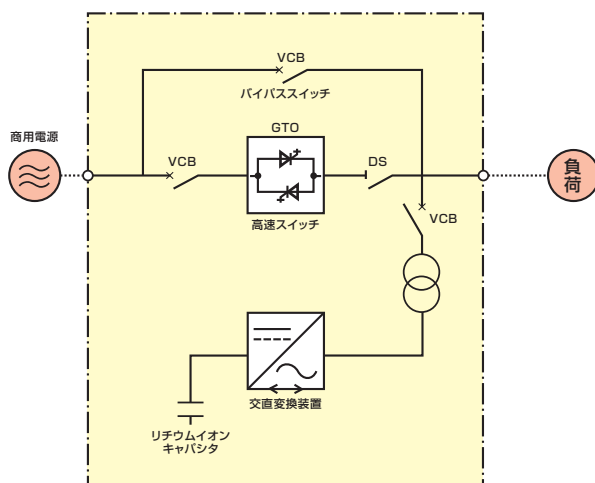 VCB
バイパススイッチ
商用電源
VCB
GTO
高速スイッチ
DS
負荷
VCB
交直変換装置
リチウムイオン
キャパシタ